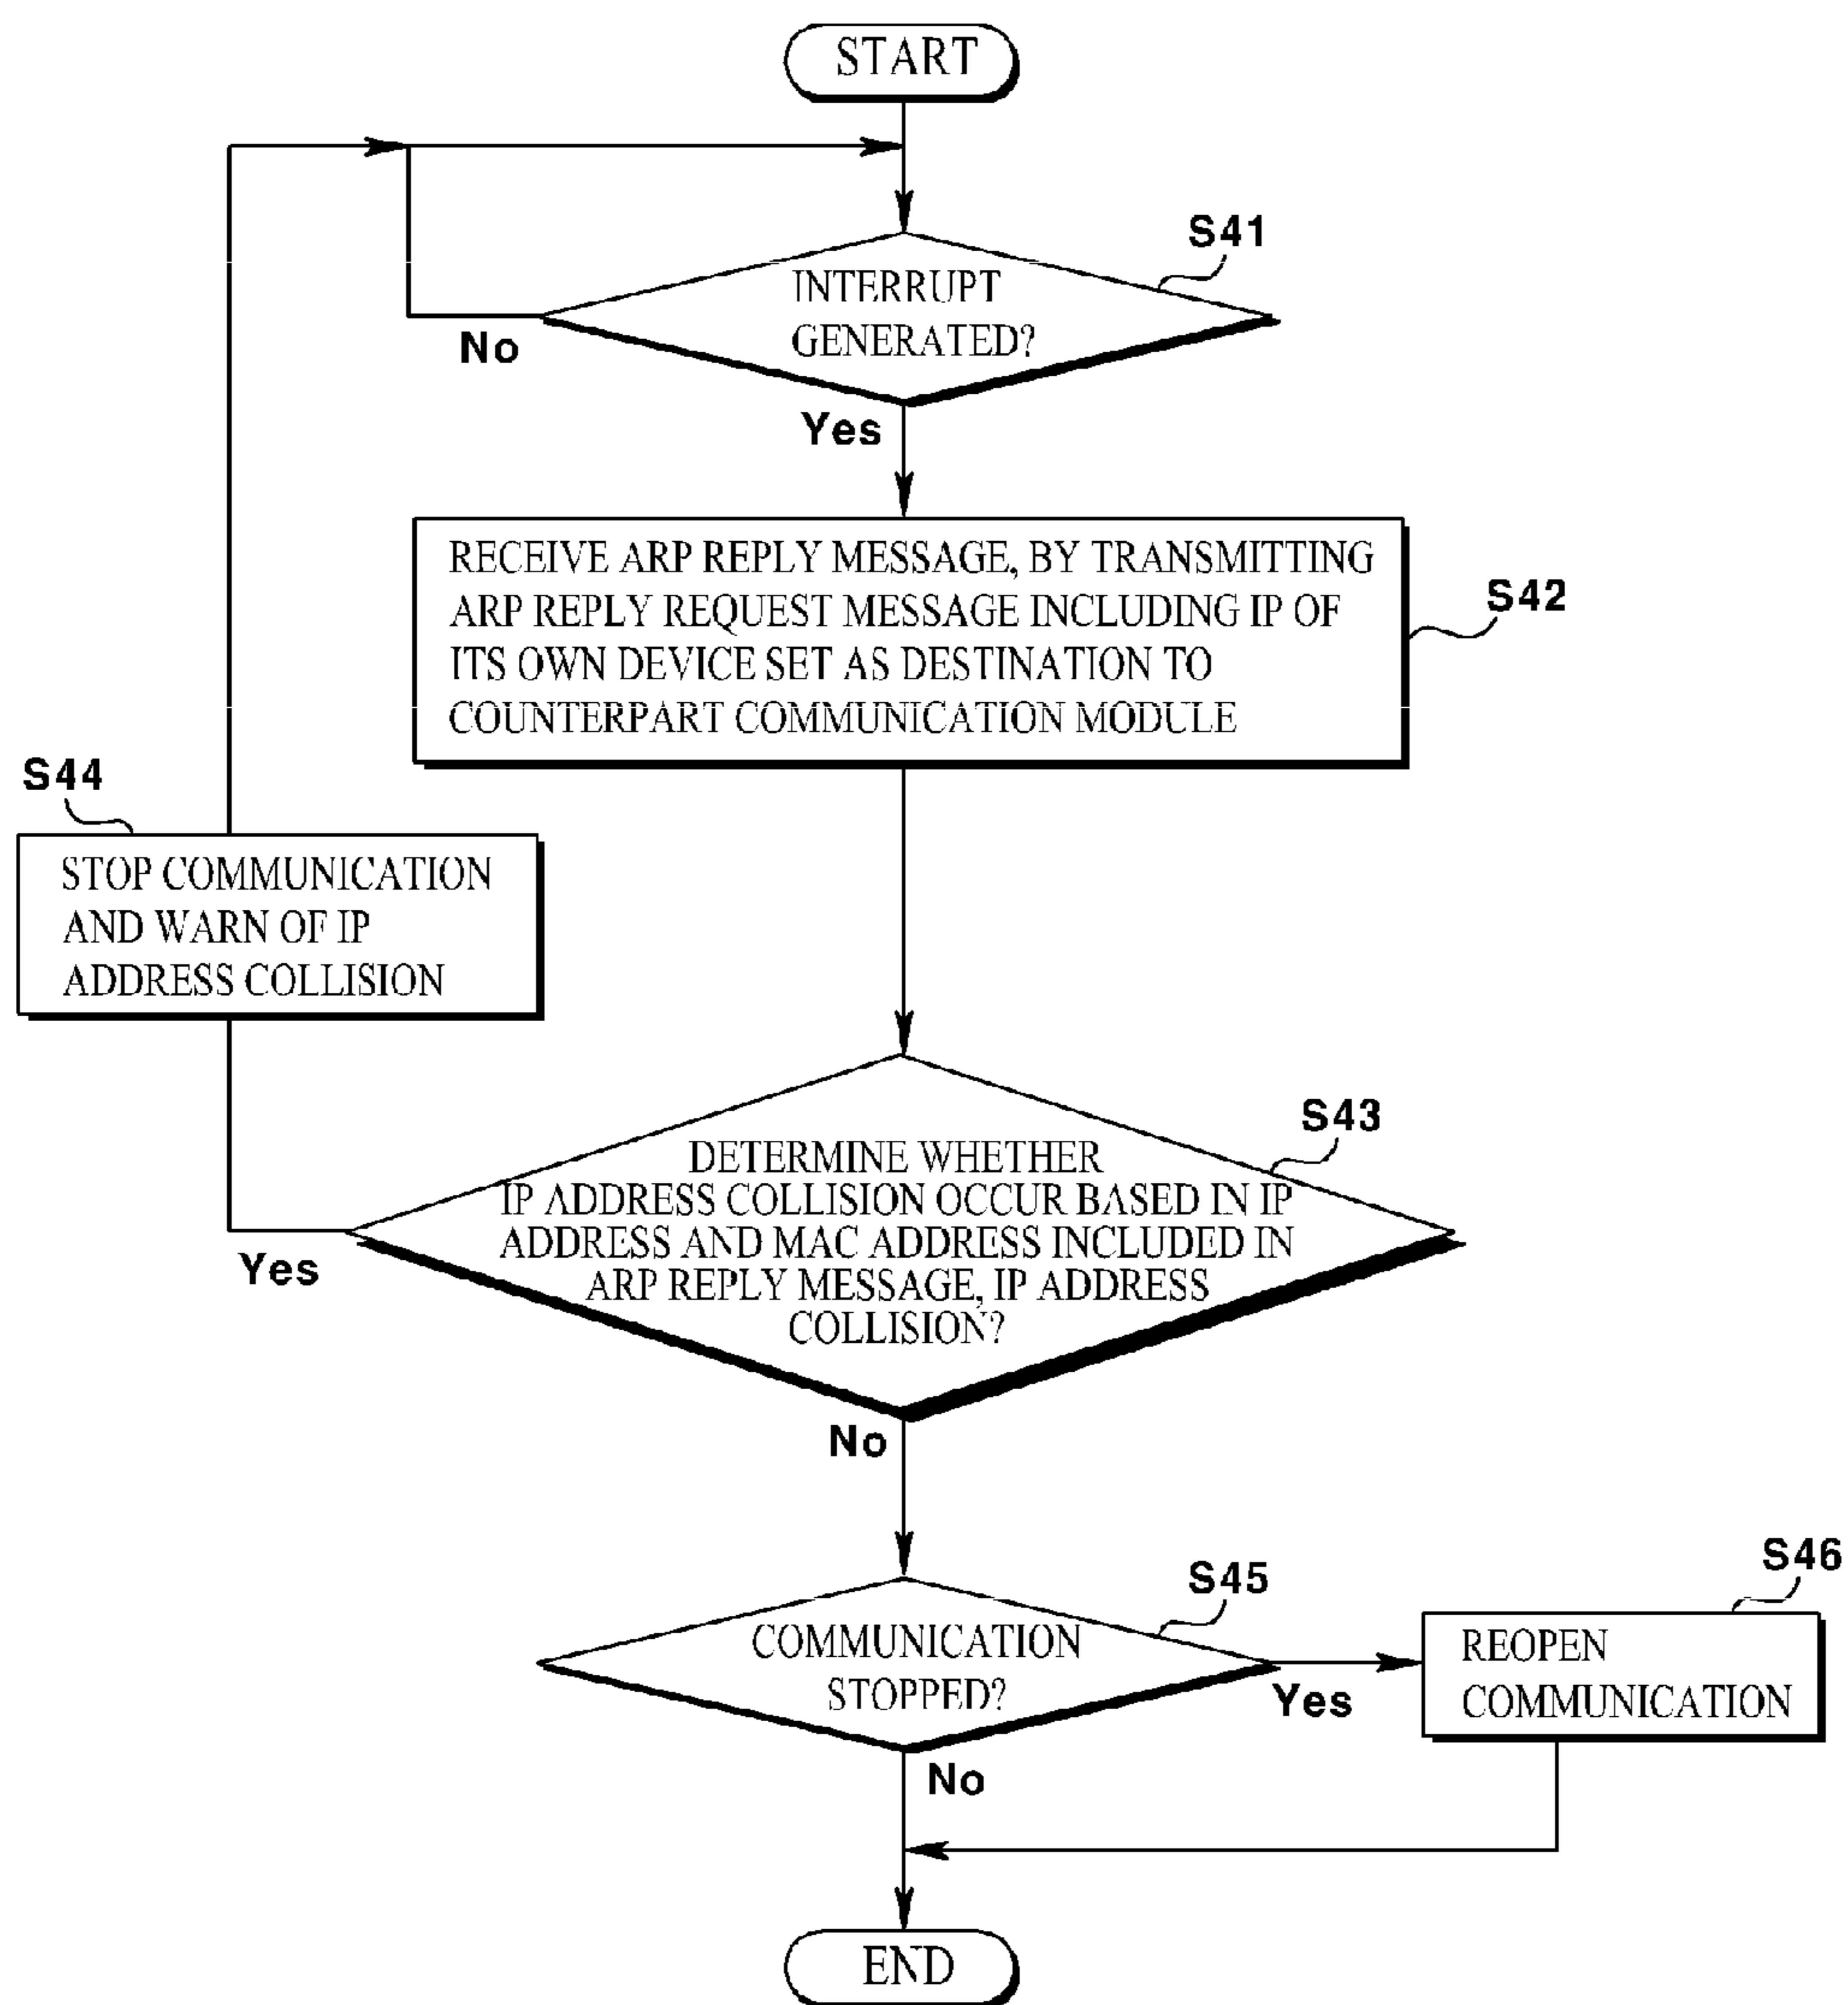 START
S41
INTERRUPT
GENERATED?
No
Yes
RECEIVE ARP REPLY MESSAGE, BY TRANSMITTING
ARP REPLY REQUEST MESSAGE INCLUDING IP OF
ITS OWN DEVICE SET AS DESTINATION TO
COUNTERPART COMMUNICATION MODULE
S42
S44
STOP COMMUNICATION
AND WARN OF IP
ADDRESS COLLISION
S43
DETERMINE WHETHER
IP ADDRESS COLLISION OCCUR BASED IN IP
ADDRESS AND MAC ADDRESS INCLUDED IN
ARP REPLY MESSAGE, IP ADDRESS
COLLISION?
Yes
No
S45
COMMUNICATION
STOPPED?
Yes
S46
REOPEN
COMMUNICATION
No
END